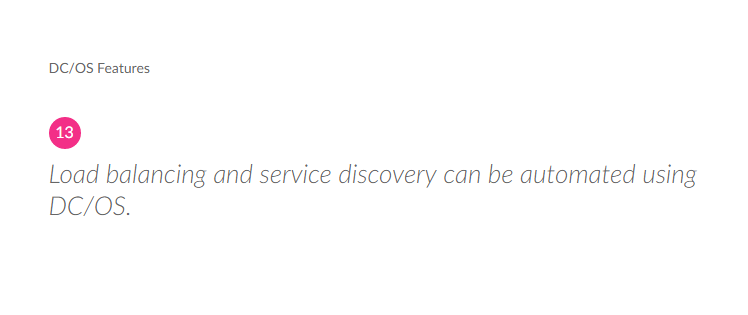 DC/OS Features
13
Load balancing and service discovery can be automated using
DC/OS.